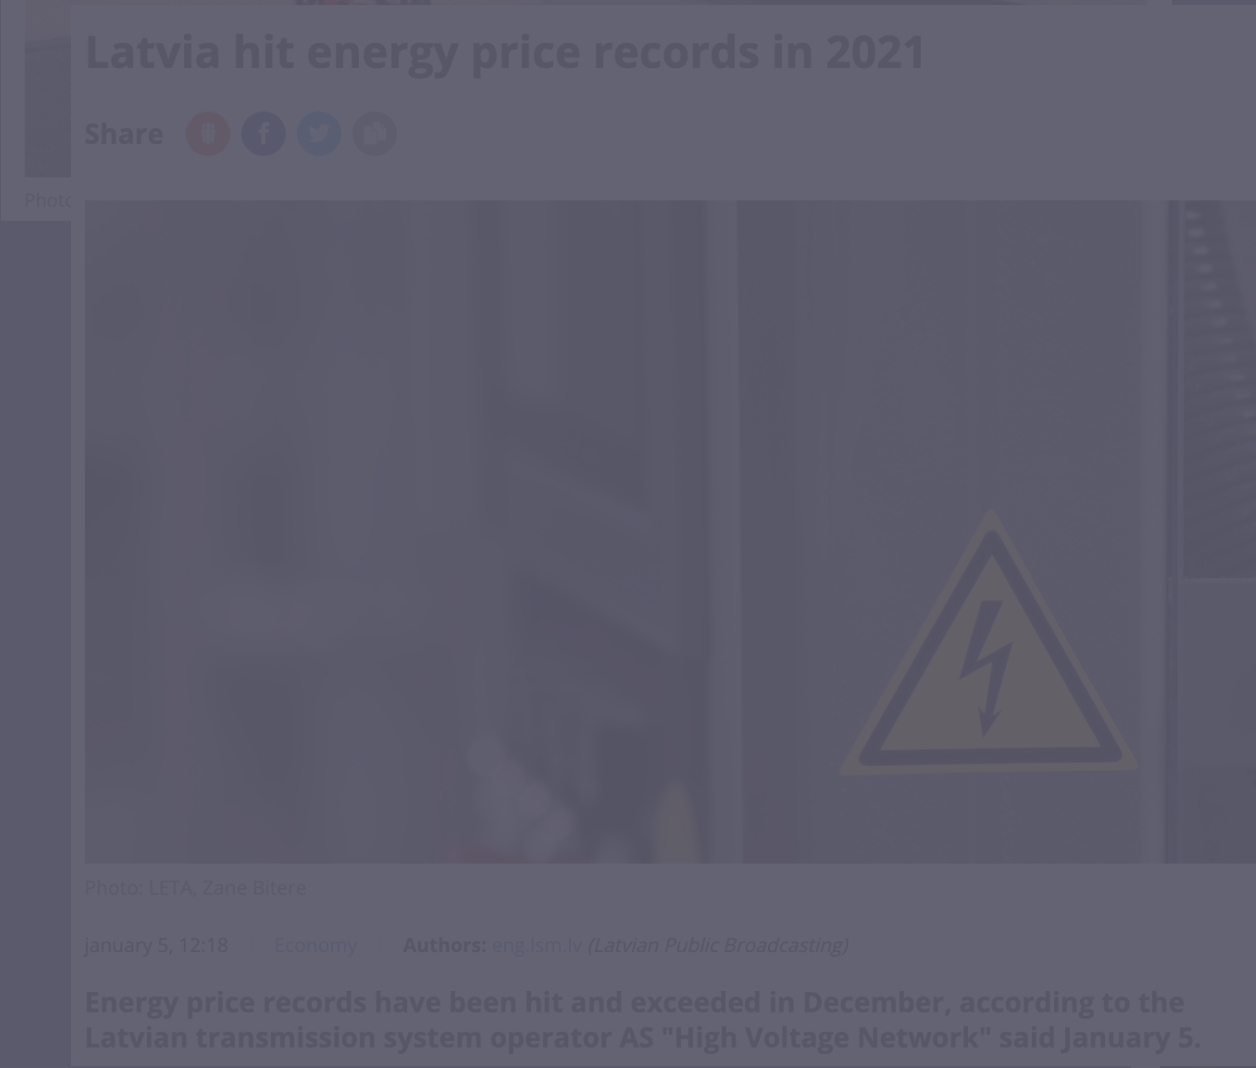 Latvia hit energy price records in 2021
Share
Photo
Photo: LETA, Zane Bitere
january 5, 12:18 Economy Authors: eng.lsm.lv (Latvian Public Broadcasting)
Energy price records have been hit and exceeded in December, according to the
Latvian transmission system operator AS "High Voltage Network" said January 5.